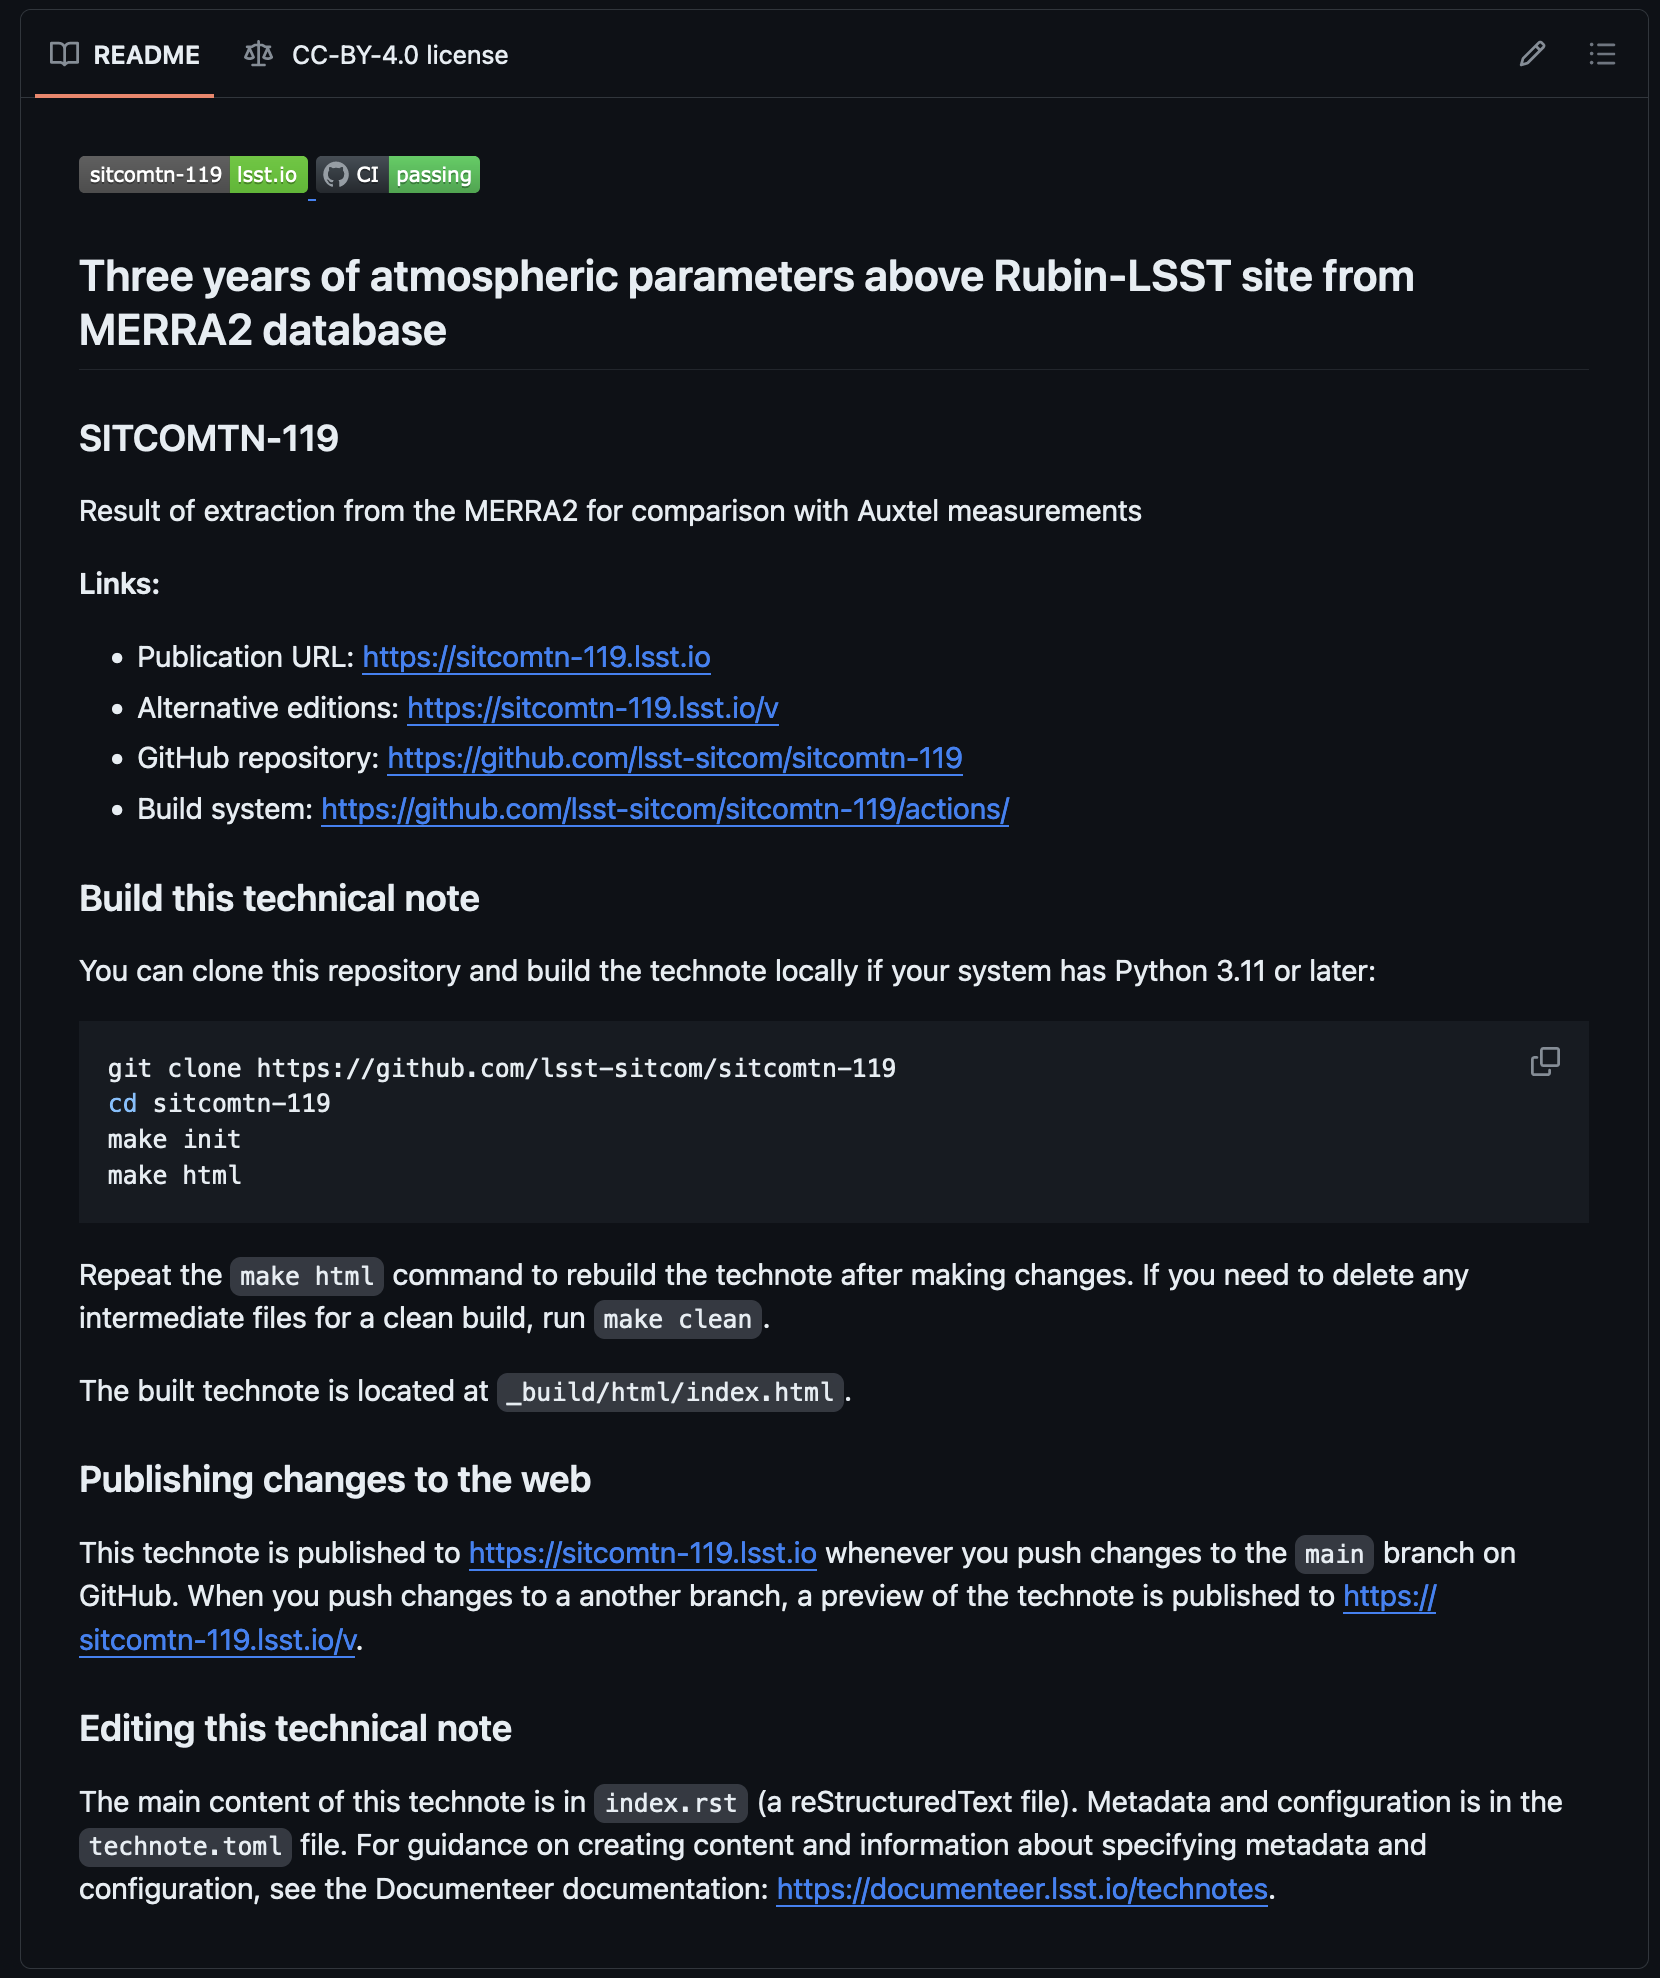 README
CC-BY-4.0 license
sitcomtn-119 lsst.io CI passing
Three years of atmospheric parameters above Rubin-LSST site from
MERRA2 database
SITCOMTN-119
Result of extraction from the MERRA2 for comparison with Auxtel measurements
Links:
• Publication URL: https://sitcomtn-119.lsst.io
• Alternative editions: https://sitcomtn-119.lsst.io/v
• GitHub repository: https://github.com/lsst-sitcom/sitcomtn-119
• Build system: https://github.com/lsst-sitcom/sitcomtn-119/actions/
Build this technical note
You can clone this repository and build the technote locally if your system has Python 3.11 or later:
git clone https://github.com/lsst-sitcom/sitcomtn-119
cd sitcomtn-119
make init
make html
Repeat the make html command to rebuild the technote after making changes. If you need to delete any
intermediate files for a clean build, run make clean.
The built technote is located at _build/html/index.html.
Publishing changes to the web
This technote is published to https://sitcomtn-119.lsst.io whenever you push changes to the main branch on
GitHub. When you push changes to a another branch, a preview of the technote is published to https://
sitcomtn-119.lsst.io/v.
Editing this technical note
The main content of this technote is in index.rst (a reStructuredText file). Metadata and configuration is in the
technote.toml file. For guidance on creating content and information about specifying metadata and
configuration, see the Documenteer documentation: https://documenteer.lsst.io/technotes.